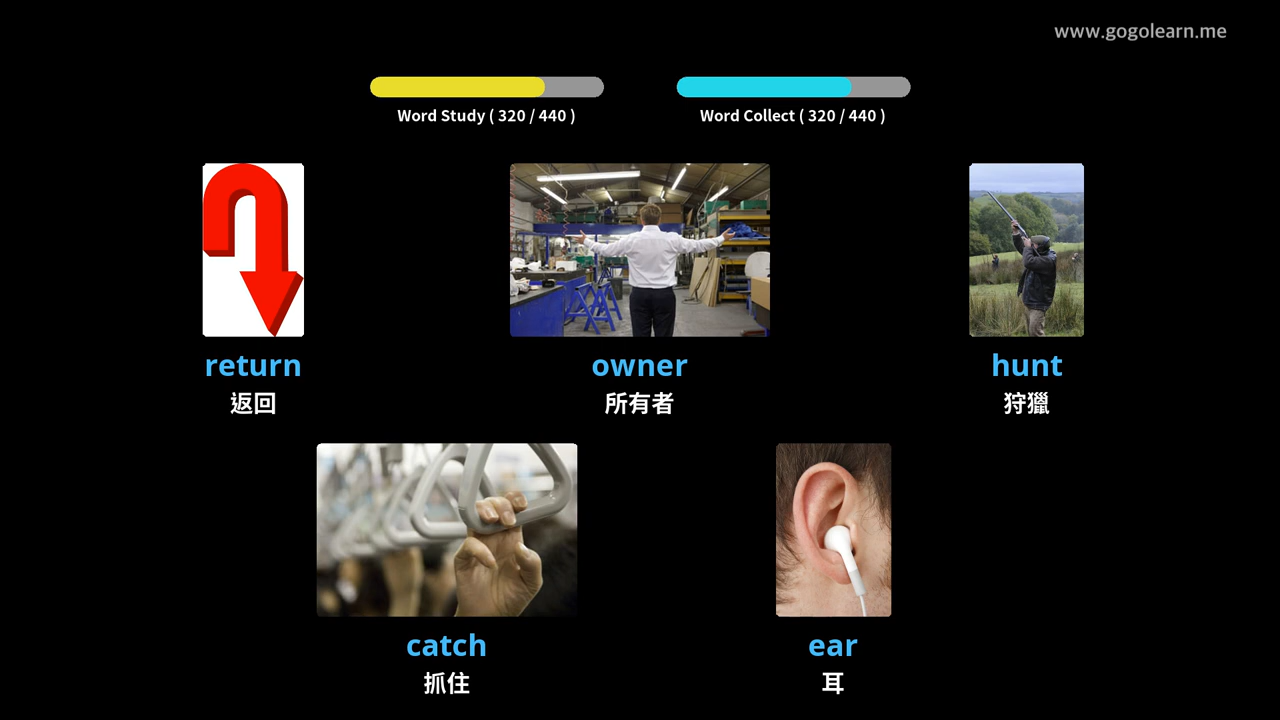 www.gogolearn.me
Word Study ( 320 / 440 )
Word Collect ( 320 / 440 )
return
返回
owner
所有者
hunt
狩獵
catch
抓住
ear
耳